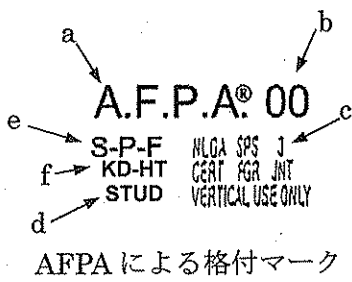 a
b
A.F.P.A.® 00
e
S-P-F NLGA SPS 3
c
f
KD-HT CERT FGR JNT
d
STUD VERTICAL USE ONLY
AFPAによる格付マーク